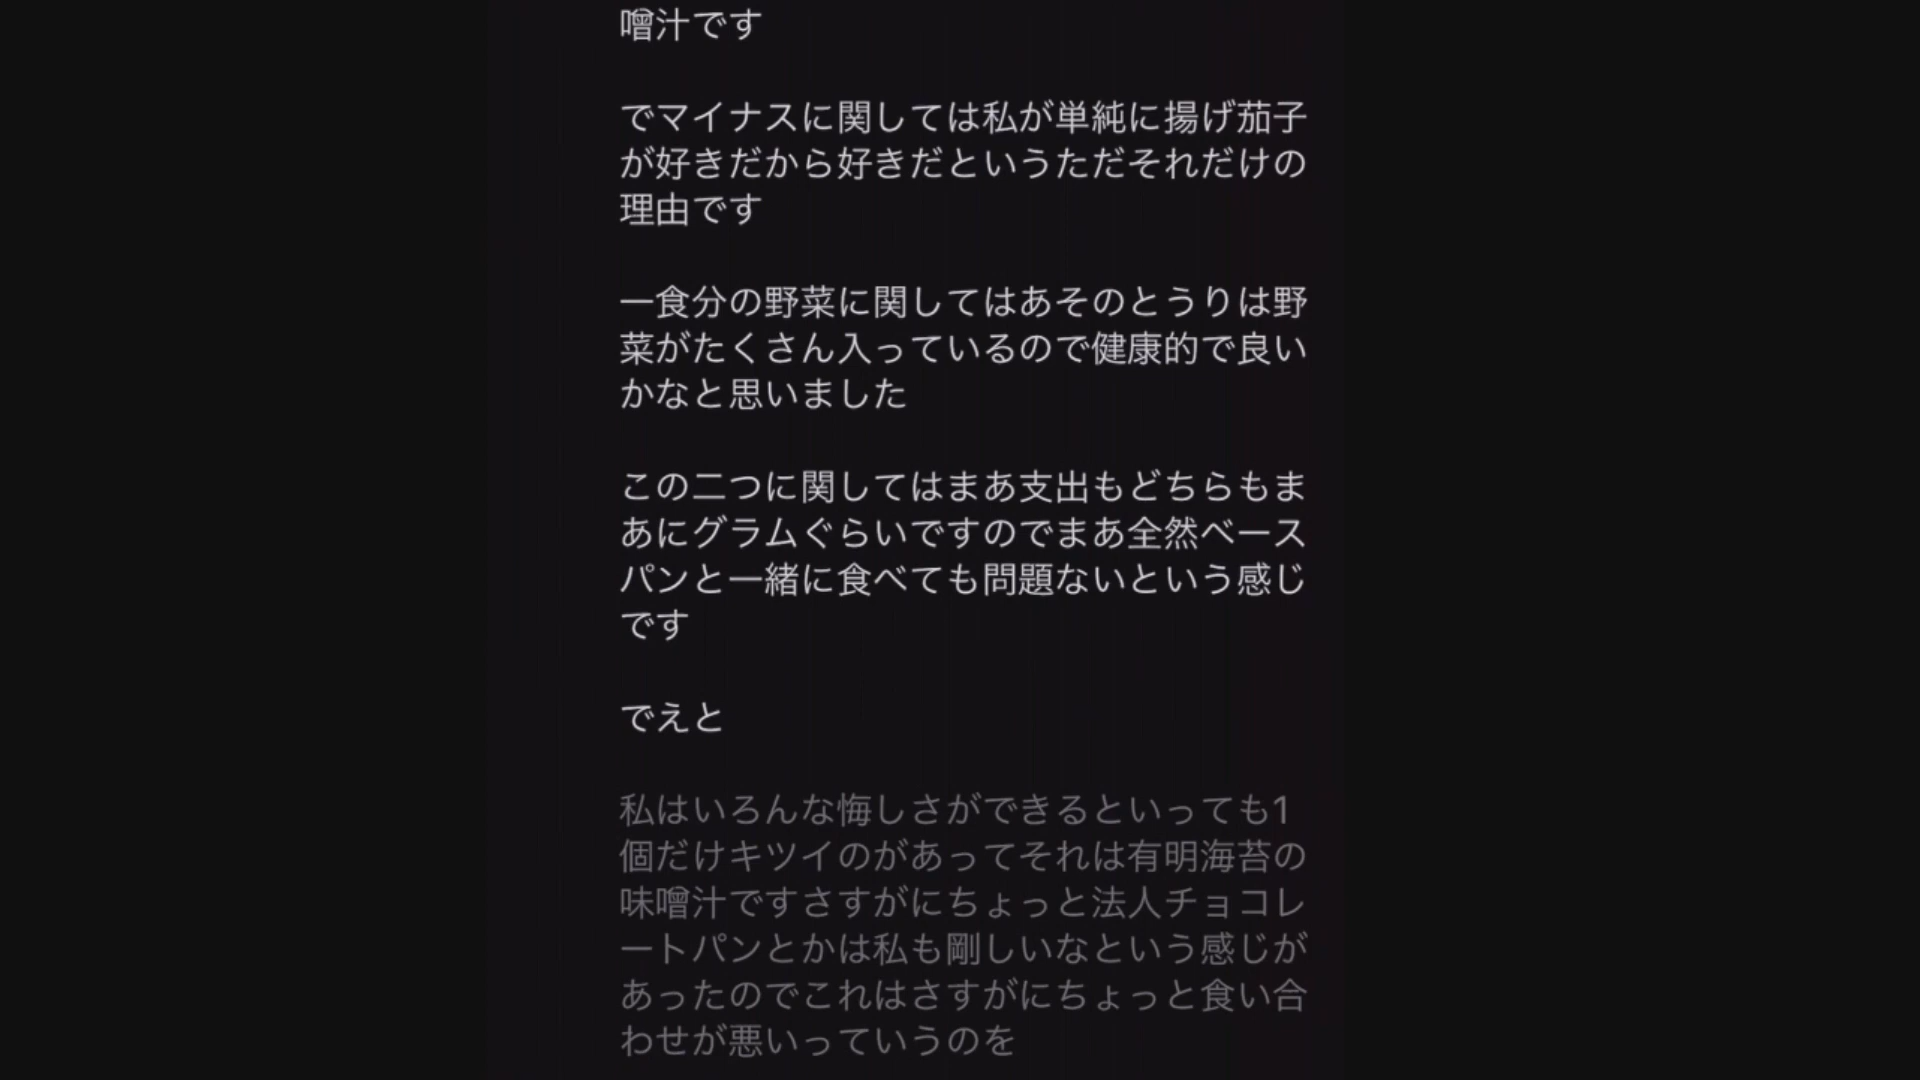 噌汁です
でマイナスに関しては私が単純に揚げ茄子
が好きだから好きだというただそれだけの
理由です
一食分の野菜に関してはあそのとうりは野
菜がたくさん入っているので健康的で良い
かなと思いました
この二つに関してはまあ支出もどちらもま
あにグラムぐらいですのでまあ全然ベース
パンと一緒に食べても問題ないという感じ
です
でえと
私はいろんな悔しさができるといっても1
個だけキツイのがあってそれは有明海苔の
味噌汁ですさすがにちょっと法人チョコレ
ートパンとかは私も剛しいなという感じが
あったのでこれはさすがにちょっと食い合
わせが悪いっていうのを